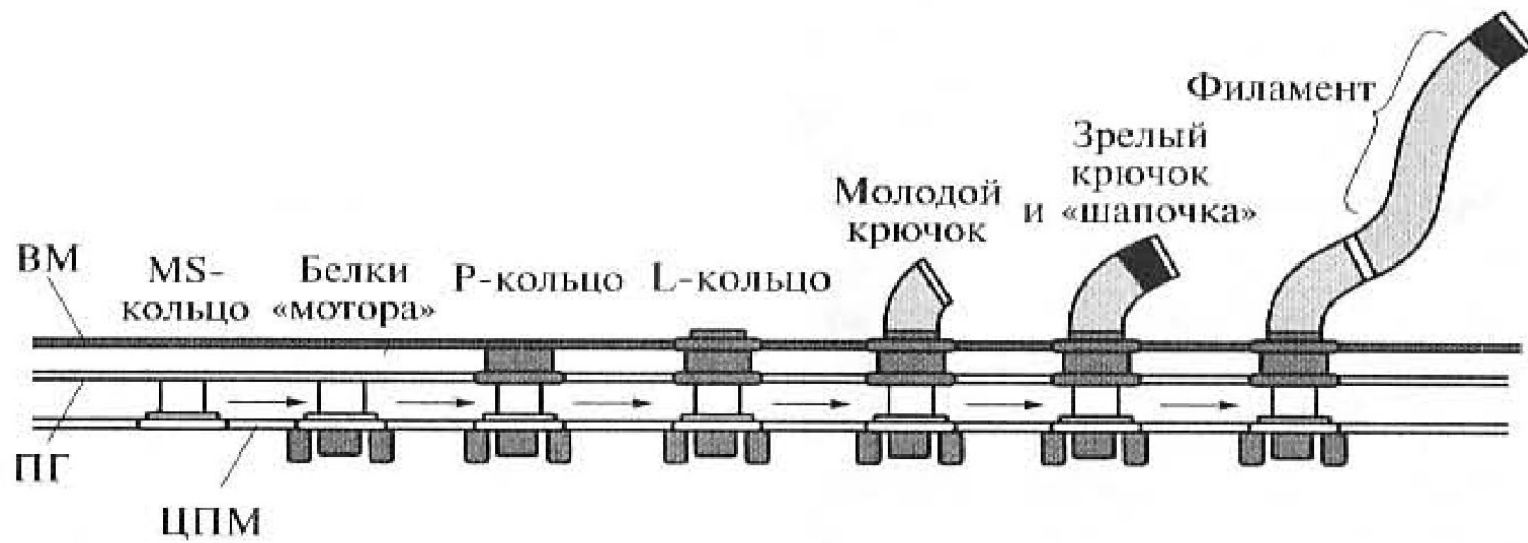 Филамент
Зрелый
крючок
и «шапочка»
Молодой
крючок
ВМ
MS-
кольцо
Белки
«мотора»
Р-кольцо
L-кольцо
ПГ
ЦПМ